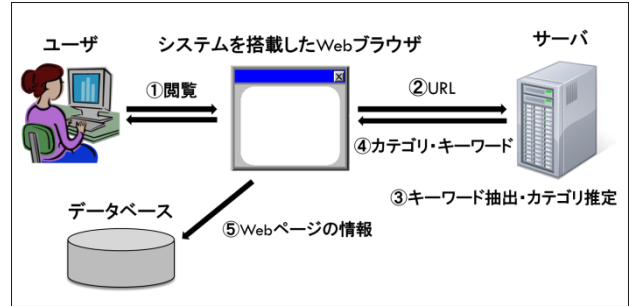 ユーザ
システムを搭載したWebブラウザ
サーバ
①閲覧
②URL
④カテゴリ・キーワード
③キーワード抽出・カテゴリ推定
データベース
⑤Webページの情報